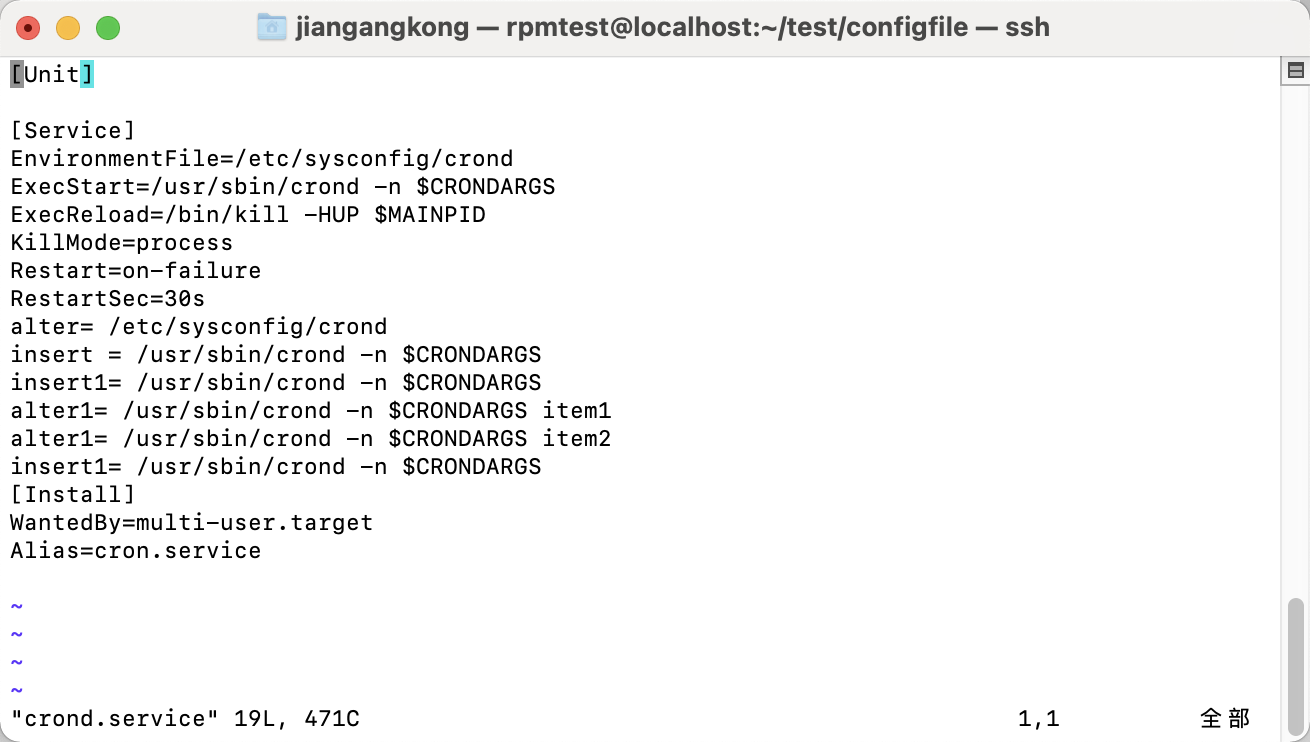 jiangangkong — rpmtest@localhost:~/test/configfile — ssh
[Unit]
[Service]
EnvironmentFile=/etc/sysconfig/crond
ExecStart=/usr/sbin/crond -n $CRONDARGS
ExecReload=/bin/kill -HUP $MAINPID
KillMode=process
Restart=on-failure
RestartSec=30s
alter= /etc/sysconfig/crond
insert = /usr/sbin/crond -n $CRONDARGS
insert1= /usr/sbin/crond -n $CRONDARGS
alter1= /usr/sbin/crond -n $CRONDARGS item1
alter1= /usr/sbin/crond -n $CRONDARGS item2
insert1= /usr/sbin/crond -n $CRONDARGS
[Install]
WantedBy=multi-user.target
Alias=cron.service
~
~
~
~
"crond.service" 19L, 471C 1,1 全部